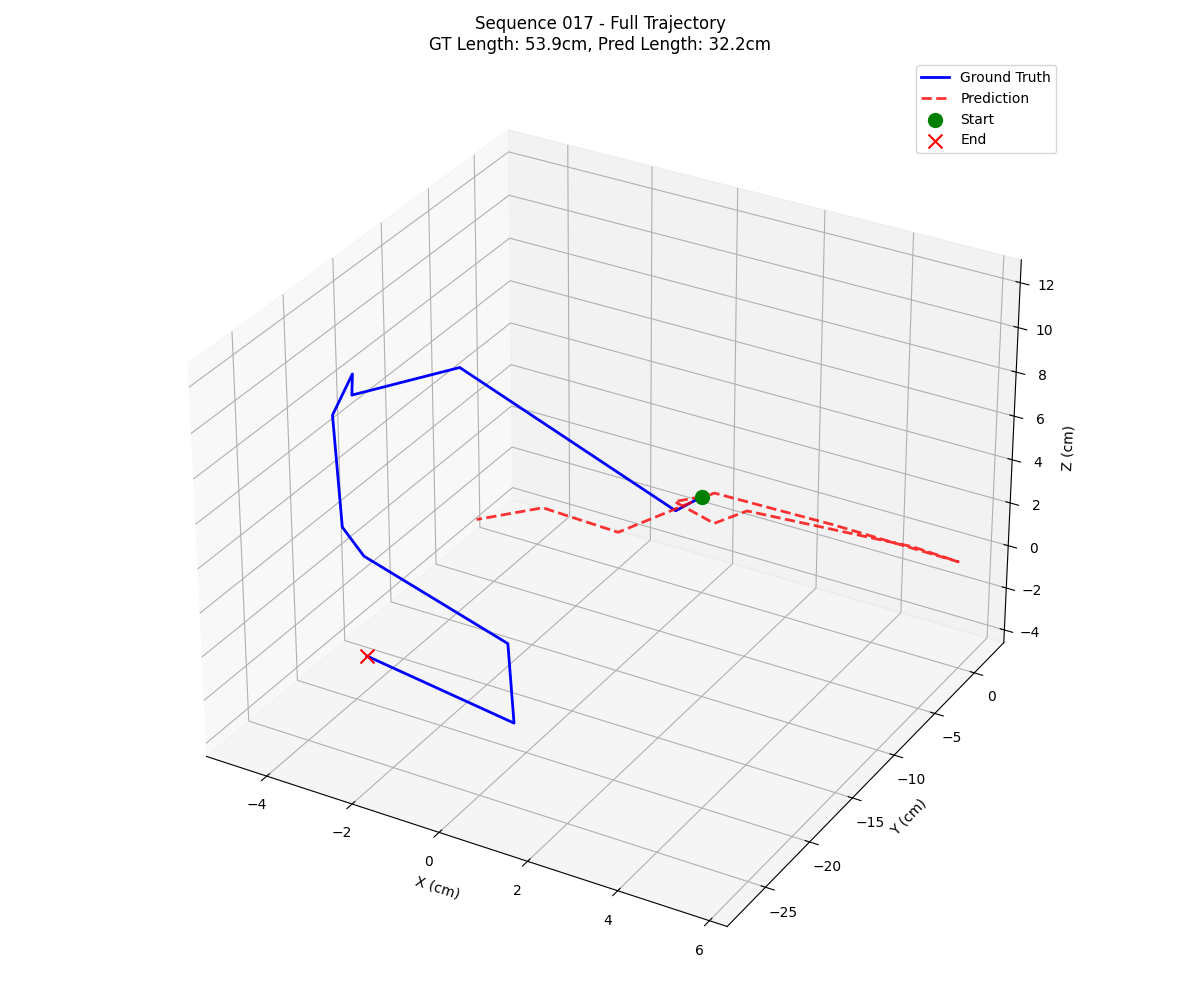 Sequence 017 - Full Trajectory
GT Length: 53.9cm, Pred Length: 32.2cm
Ground Truth
Prediction
Start
End
12
10
8
6
4
2
0
−2
−4
Z (cm)
0
−5
−10
−15
−20
−25
Y (cm)
−4
−2
0
2
4
6
X (cm)